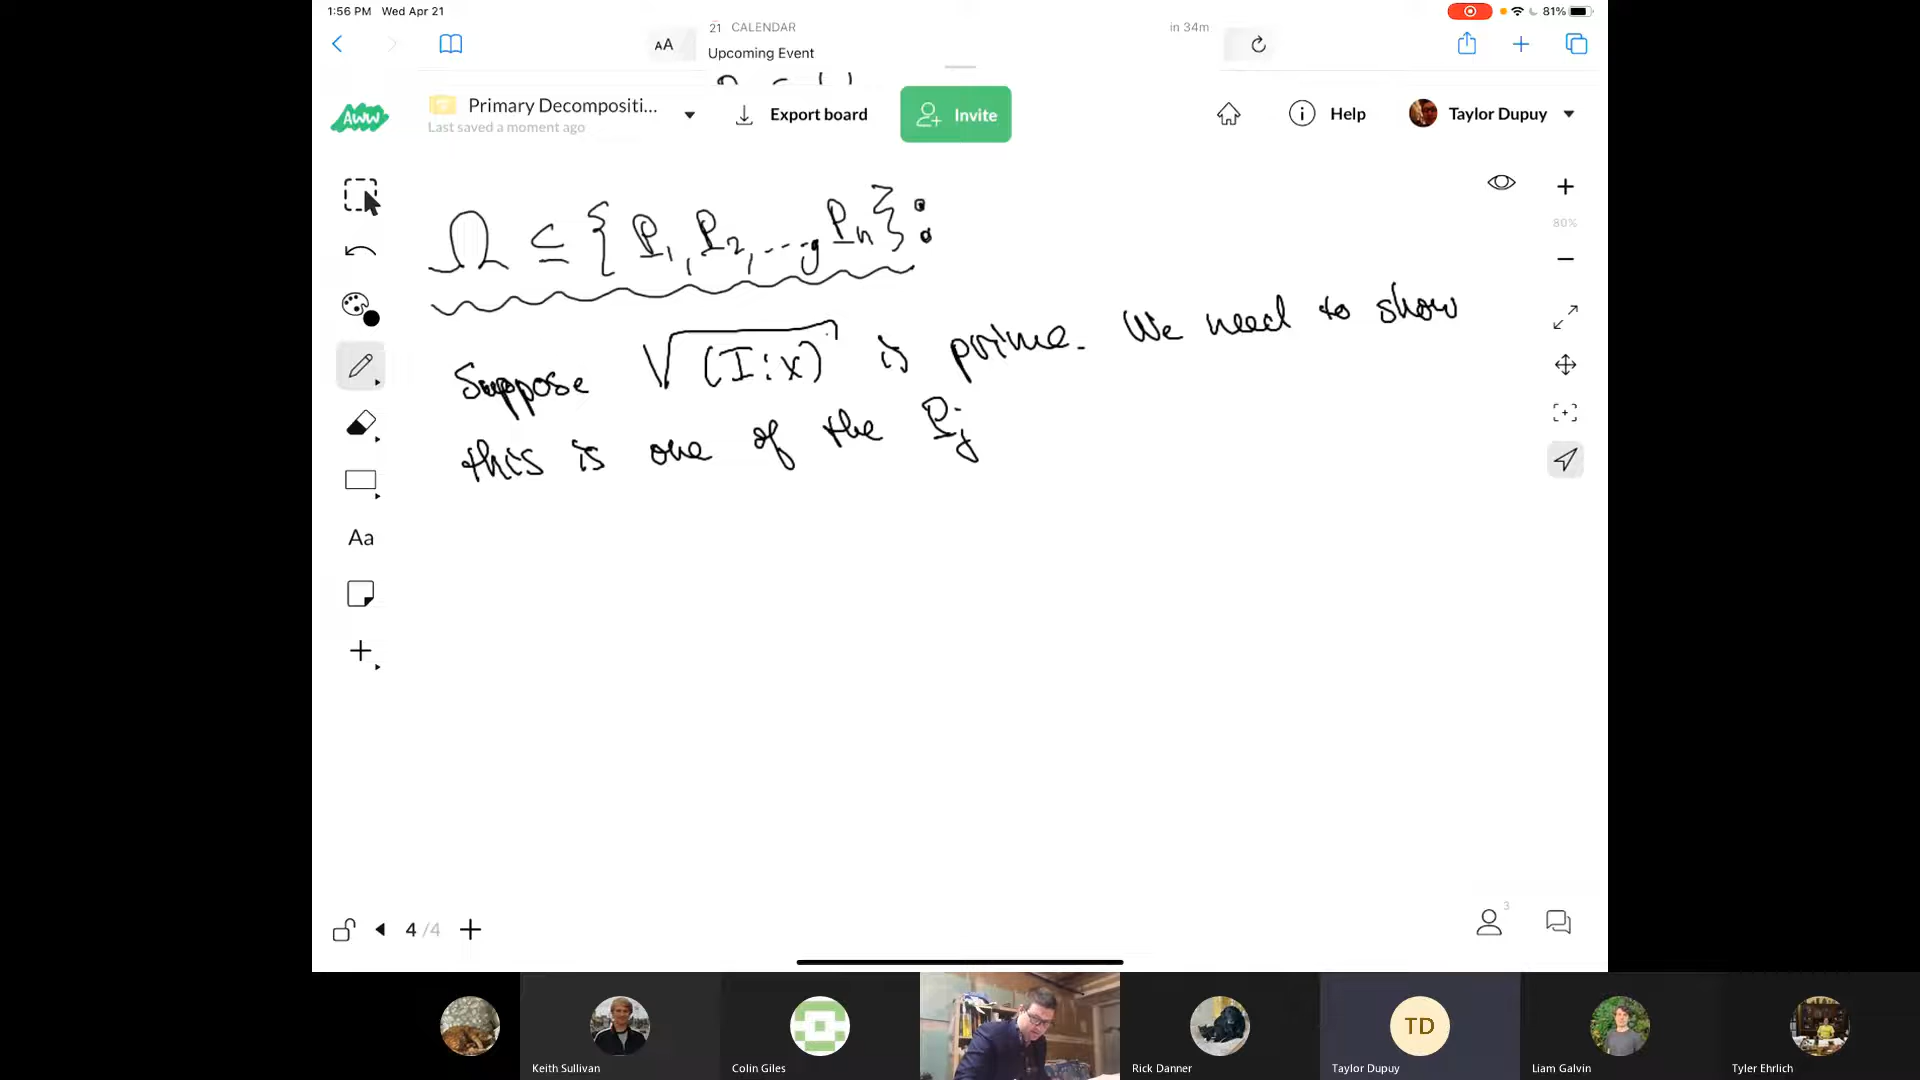 1:56 PM Wed Apr 21
81%
21 CALENDAR
in 34m
AA
Upcoming Event
Primary Decompositi...
Last saved a moment ago
Export board
Invite
Help
Taylor Dupuy
AWW
80%
Ω ⊆ {P₁, P₂, ..., Pₙ}:
Suppose √(I:x) is prime. We need to show
this is one of the Pⱼ
Aa
4 /4
3
TD
Keith Sullivan
Colin Giles
Rick Danner
Taylor Dupuy
Liam Galvin
Tyler Ehrlich